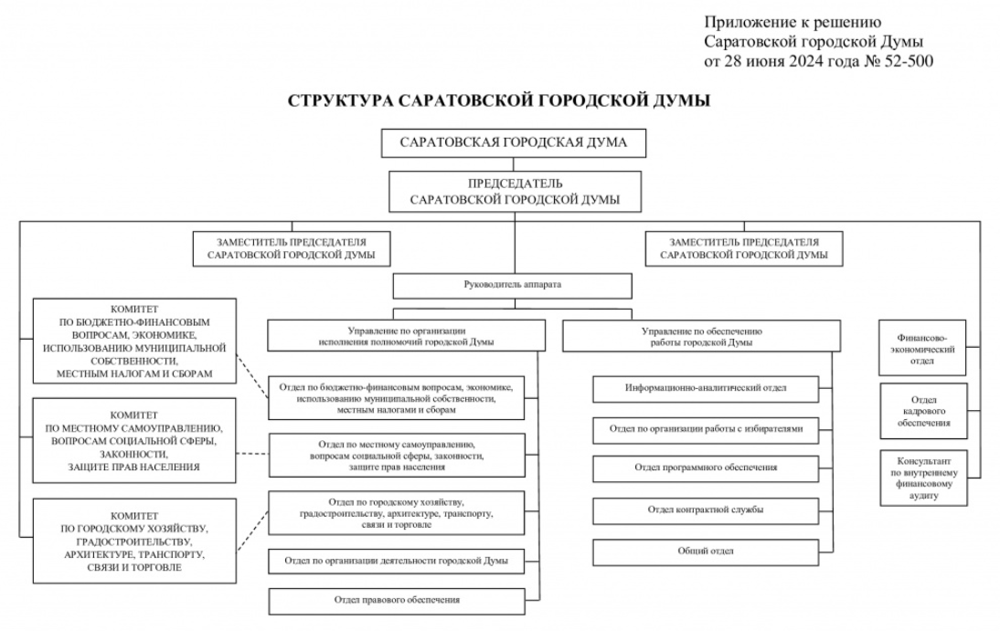 Приложение к решению
Саратовской городской Думы
от 28 июня 2024 года № 52-500
СТРУКТУРА САРАТОВСКОЙ ГОРОДСКОЙ ДУМЫ
САРАТОВСКАЯ ГОРОДСКАЯ ДУМА
ПРЕДСЕДАТЕЛЬ
САРАТОВСКОЙ ГОРОДСКОЙ ДУМЫ
ЗАМЕСТИТЕЛЬ ПРЕДСЕДАТЕЛЯ
САРАТОВСКОЙ ГОРОДСКОЙ ДУМЫ
ЗАМЕСТИТЕЛЬ ПРЕДСЕДАТЕЛЯ
САРАТОВСКОЙ ГОРОДСКОЙ ДУМЫ
Руководитель аппарата
КОМИТЕТ
ПО БЮДЖЕТНО-ФИНАНСОВЫМ
ВОПРОСАМ, ЭКОНОМИКЕ,
ИСПОЛЬЗОВАНИЮ МУНИЦИПАЛЬНОЙ
СОБСТВЕННОСТИ,
МЕСТНЫМ НАЛОГАМ И СБОРАМ
КОМИТЕТ
ПО МЕСТНОМУ САМОУПРАВЛЕНИЮ,
ВОПРОСАМ СОЦИАЛЬНОЙ СФЕРЫ,
ЗАКОННОСТИ,
ЗАЩИТЕ ПРАВ НАСЕЛЕНИЯ
КОМИТЕТ
ПО ГОРОДСКОМУ ХОЗЯЙСТВУ,
ГРАДОСТРОИТЕЛЬСТВУ,
АРХИТЕКТУРЕ, ТРАНСПОРТУ,
СВЯЗИ И ТОРГОВЛЕ
Управление по организации
исполнения полномочий городской Думы
Отдел по бюджетно-финансовым вопросам, экономике,
использованию муниципальной собственности,
местным налогами и сборам
Отдел по местному самоуправлению,
вопросам социальной сферы, законности,
защите прав населения
Отдел по городскому хозяйству,
градостроительству, архитектуре, транспорту,
связи и торговле
Отдел по организации деятельности городской Думы
Отдел правового обеспечения
Управление по обеспечению
работы городской Думы
Информационно-аналитический отдел
Отдел по организации работы с избирателями
Отдел программного обеспечения
Отдел контрактной службы
Общий отдел
Финансово-
экономический
отдел
Отдел
кадрового
обеспечения
Консультант
по внутреннему
финансовому
аудиту